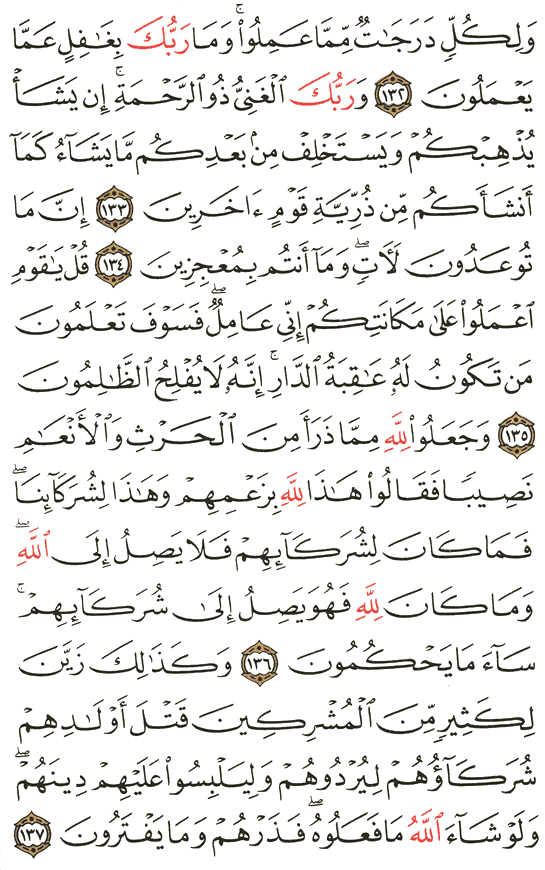 وَلِكُلٍّ دَرَجَٰتٌ مِّمَّا عَمِلُوا۟ ۚ وَمَا رَبُّكَ بِغَٰفِلٍ عَمَّا
يَعْمَلُونَ ١٣٢ وَرَبُّكَ ٱلْغَنِىُّ ذُو ٱلرَّحْمَةِ ۚ إِن يَشَأْ
يُذْهِبْكُمْ وَيَسْتَخْلِفْ مِنۢ بَعْدِكُم مَّا يَشَآءُ كَمَآ
أَنشَأَكُم مِّن ذُرِّيَّةِ قَوْمٍ ءَاخَرِينَ ١٣٣ إِنَّ مَا
تُوعَدُونَ لَـَٔاتٍ ۖ وَمَآ أَنتُم بِمُعْجِزِينَ ١٣٤ قُلْ يَٰقَوْمِ
ٱعْمَلُوا۟ عَلَىٰ مَكَانَتِكُمْ إِنِّى عَامِلٌ ۖ فَسَوْفَ تَعْلَمُونَ
مَن تَكُونُ لَهُۥ عَٰقِبَةُ ٱلدَّارِ ۗ إِنَّهُۥ لَا يُفْلِحُ ٱلظَّٰلِمُونَ
١٣٥ وَجَعَلُوا۟ لِلَّهِ مِمَّا ذَرَأَ مِنَ ٱلْحَرْثِ وَٱلْأَنْعَٰمِ
نَصِيبًا فَقَالُوا۟ هَٰذَا لِلَّهِ بِزَعْمِهِمْ وَهَٰذَا لِشُرَكَآئِنَا ۖ
فَمَا كَانَ لِشُرَكَآئِهِمْ فَلَا يَصِلُ إِلَى ٱللَّهِ ۖ
وَمَا كَانَ لِلَّهِ فَهُوَ يَصِلُ إِلَىٰ شُرَكَآئِهِمْ ۗ
سَآءَ مَا يَحْكُمُونَ ١٣٦ وَكَذَٰلِكَ زَيَّنَ
لِكَثِيرٍ مِّنَ ٱلْمُشْرِكِينَ قَتْلَ أَوْلَٰدِهِمْ
شُرَكَآؤُهُمْ لِيُرْدُوهُمْ وَلِيَلْبِسُوا۟ عَلَيْهِمْ دِينَهُمْ ۖ
وَلَوْ شَآءَ ٱللَّهُ مَا فَعَلُوهُ ۖ فَذَرْهُمْ وَمَا يَفْتَرُونَ ١٣٧